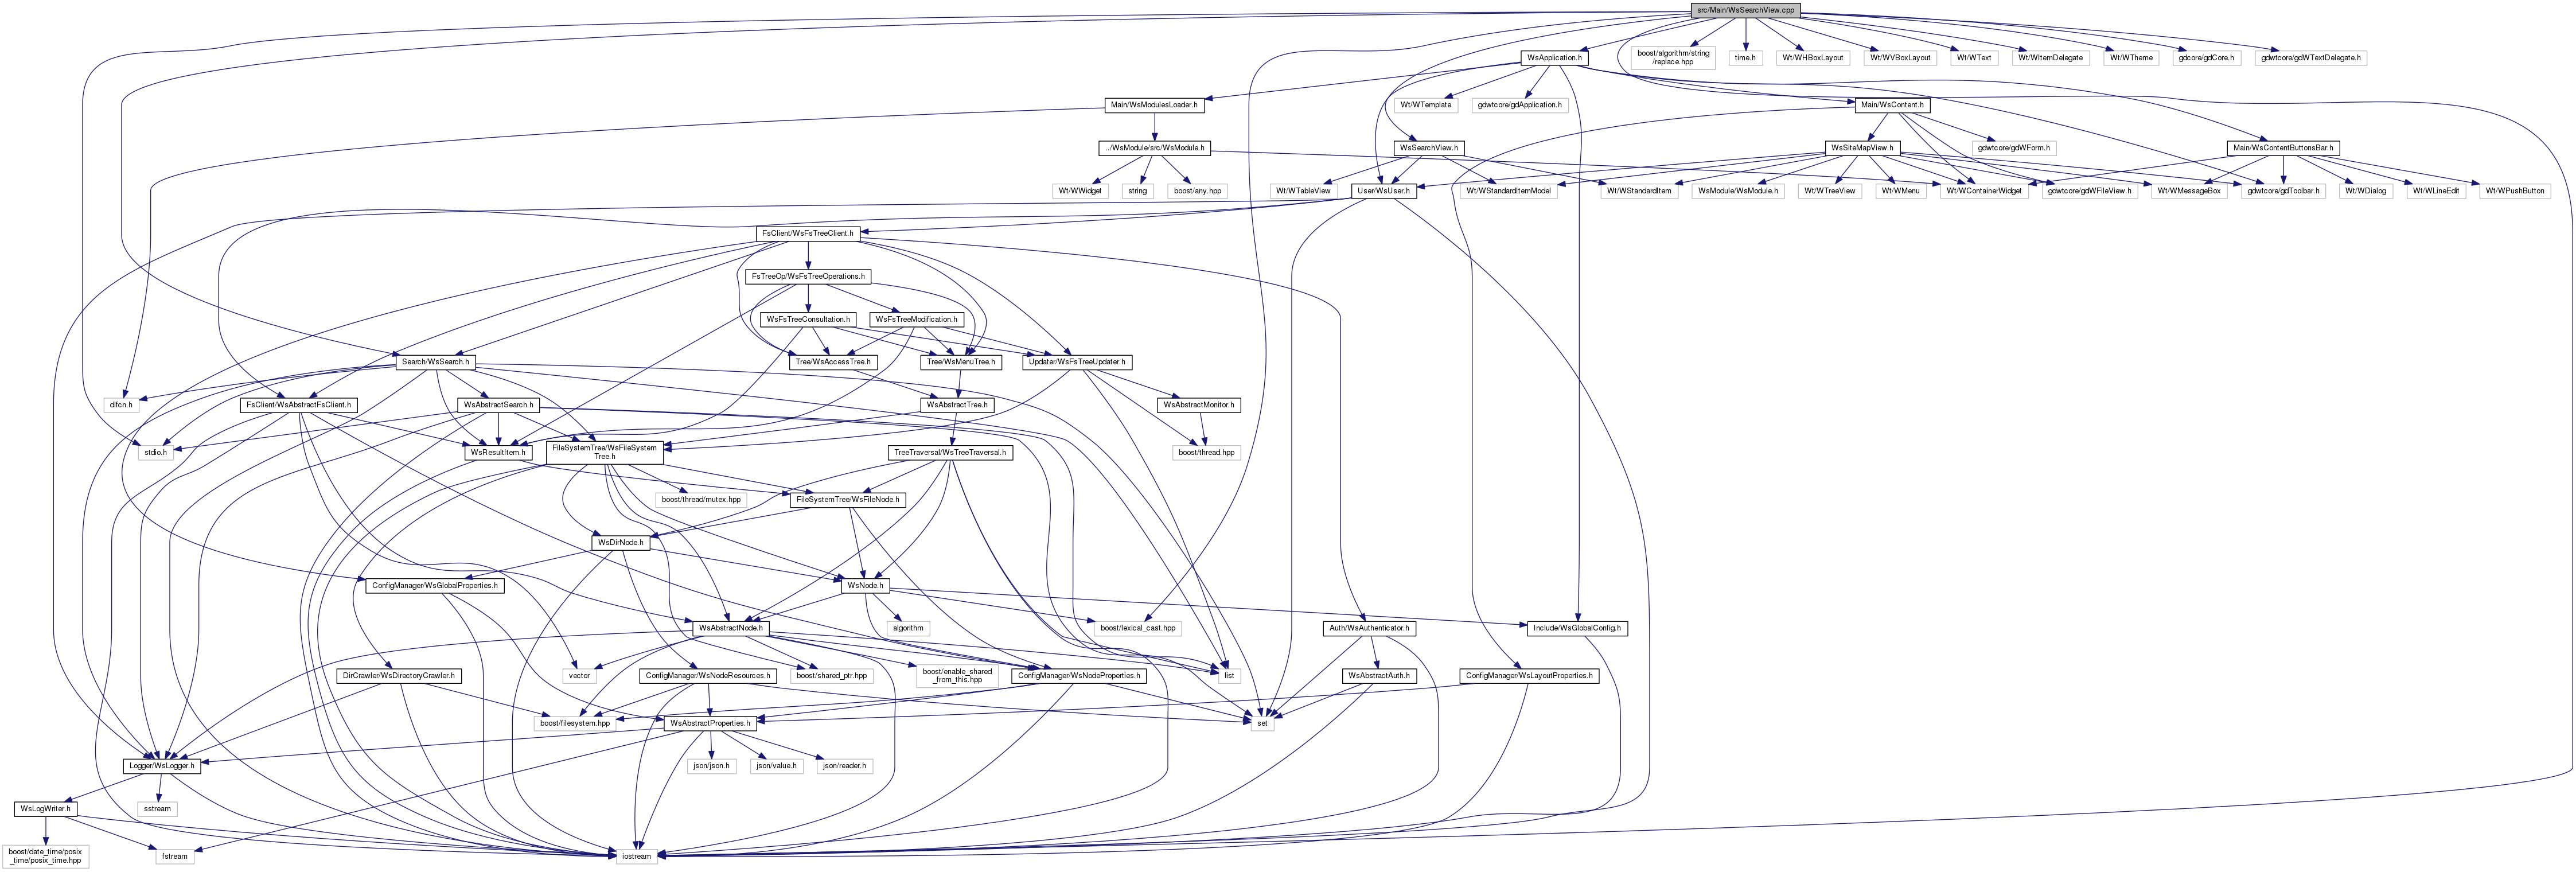 src/Main/WsSearchView.cpp
WsApplication.h
boost/algorithm/string
/replace.hpp
time.h
Wt/WHBoxLayout
Wt/WVBoxLayout
Wt/WText
Wt/WItemDelegate
Wt/WTheme
gdcore/gdCore.h
gdwtcore/gdWTextDelegate.h
Main/WsModulesLoader.h
Wt/WTemplate
gdwtcore/gdApplication.h
Main/WsContent.h
../WsModule/src/WsModule.h
WsSearchView.h
WsSiteMapView.h
gdwtcore/gdWForm.h
Main/WsContentButtonsBar.h
Wt/WWidget
string
boost/any.hpp
Wt/WTableView
User/WsUser.h
Wt/WStandardItemModel
Wt/WStandardItem
WsModule/WsModule.h
Wt/WTreeView
Wt/WMenu
Wt/WContainerWidget
gdwtcore/gdWFileView.h
Wt/WMessageBox
gdwtcore/gdToolbar.h
Wt/WDialog
Wt/WLineEdit
Wt/WPushButton
FsClient/WsFsTreeClient.h
FsTreeOp/WsFsTreeOperations.h
WsFsTreeConsultation.h
WsFsTreeModification.h
Search/WsSearch.h
Tree/WsAccessTree.h
Tree/WsMenuTree.h
Updater/WsFsTreeUpdater.h
dlfcn.h
FsClient/WsAbstractFsClient.h
WsAbstractSearch.h
WsAbstractTree.h
WsAbstractMonitor.h
stdio.h
WsResultItem.h
FileSystemTree/WsFileSystem
Tree.h
TreeTraversal/WsTreeTraversal.h
boost/thread.hpp
boost/thread/mutex.hpp
FileSystemTree/WsFileNode.h
WsDirNode.h
ConfigManager/WsGlobalProperties.h
WsNode.h
WsAbstractNode.h
algorithm
boost/lexical_cast.hpp
Auth/WsAuthenticator.h
Include/WsGlobalConfig.h
DirCrawler/WsDirectoryCrawler.h
vector
ConfigManager/WsNodeResources.h
boost/shared_ptr.hpp
boost/enable_shared
_from_this.hpp
ConfigManager/WsNodeProperties.h
list
WsAbstractAuth.h
ConfigManager/WsLayoutProperties.h
boost/filesystem.hpp
WsAbstractProperties.h
set
Logger/WsLogger.h
json/json.h
json/value.h
json/reader.h
WsLogWriter.h
sstream
boost/date_time/posix
_time/posix_time.hpp
fstream
iostream